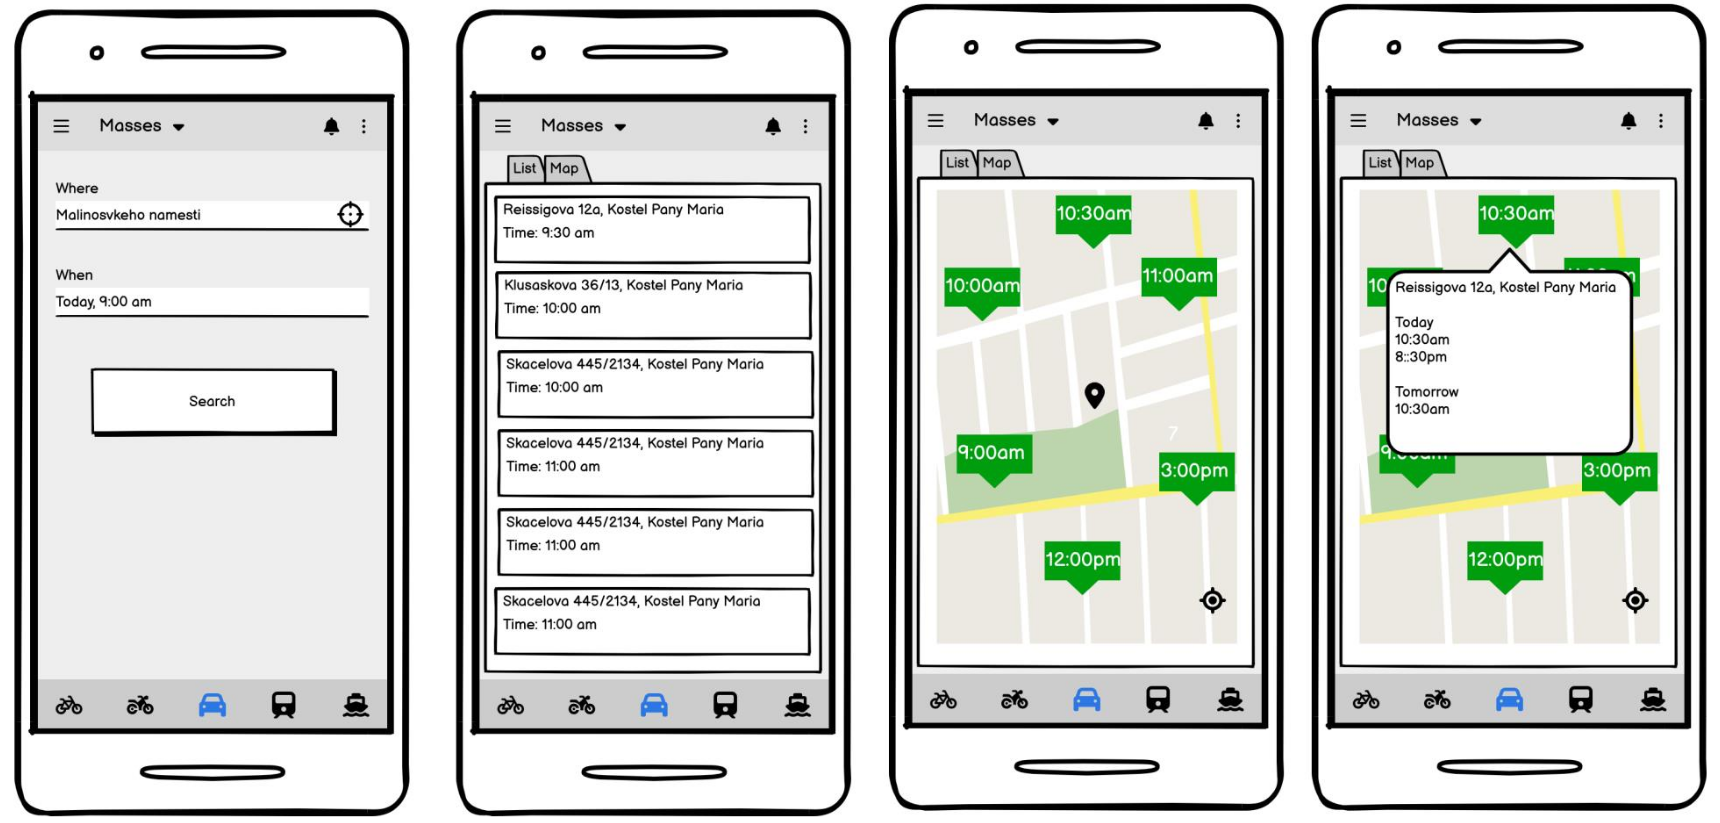 Masses
Where
Malinosvkeho namesti
When
Today, 9:00 am
Search
Masses
List Map
Reissigova 12a, Kostel Pany Maria
Time: 9:30 am
Klusaskova 36/13, Kostel Pany Maria
Time: 10:00 am
Skacelova 445/2134, Kostel Pany Maria
Time: 10:00 am
Skacelova 445/2134, Kostel Pany Maria
Time: 11:00 am
Skacelova 445/2134, Kostel Pany Maria
Time: 11:00 am
Skacelova 445/2134, Kostel Pany Maria
Time: 11:00 am
Masses
List Map
10:30am
11:00am
10:00am
7
9:00am
3:00pm
12:00pm
Masses
List Map
10:30am
Reissigova 12a, Kostel Pany Maria
Today
10:30am
8::30pm
Tomorrow
10:30am
3:00pm
12:00pm